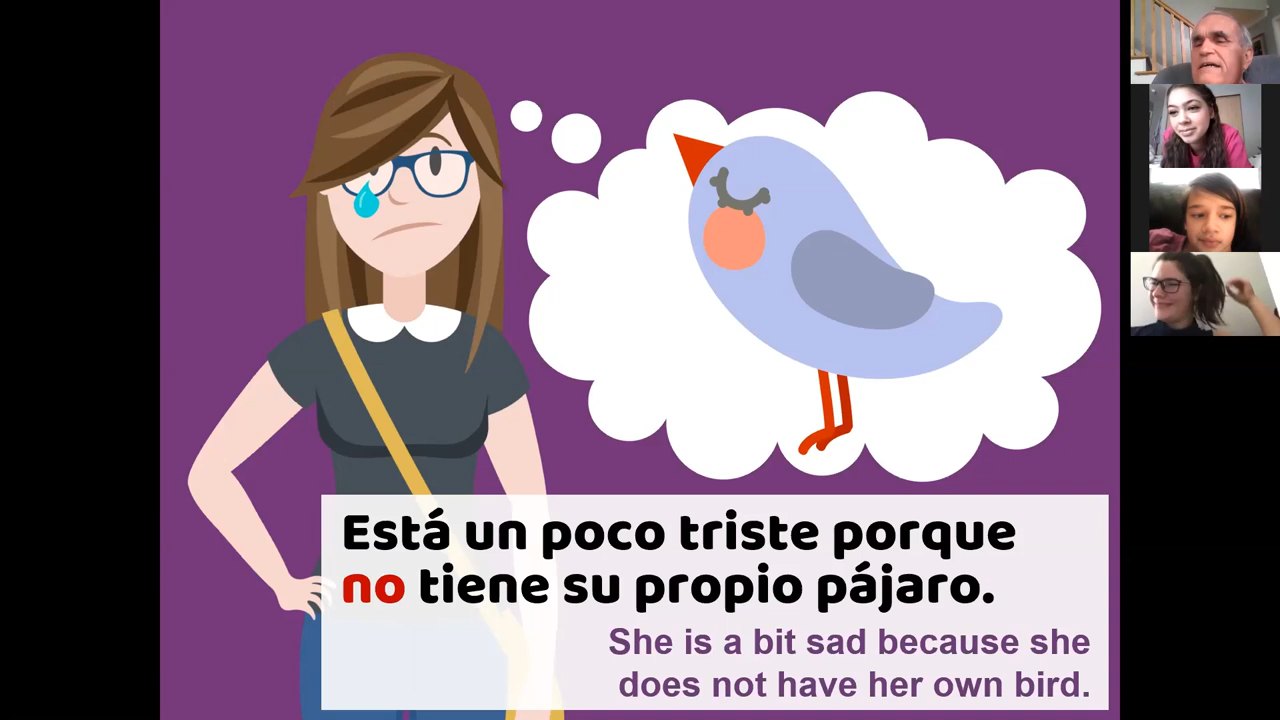 Está un poco triste porque
no tiene su propio pájaro.
She is a bit sad because she
does not have her own bird.